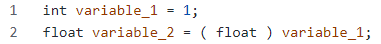 1 int variable_1 = 1;
2 float variable_2 = ( float ) variable_1;